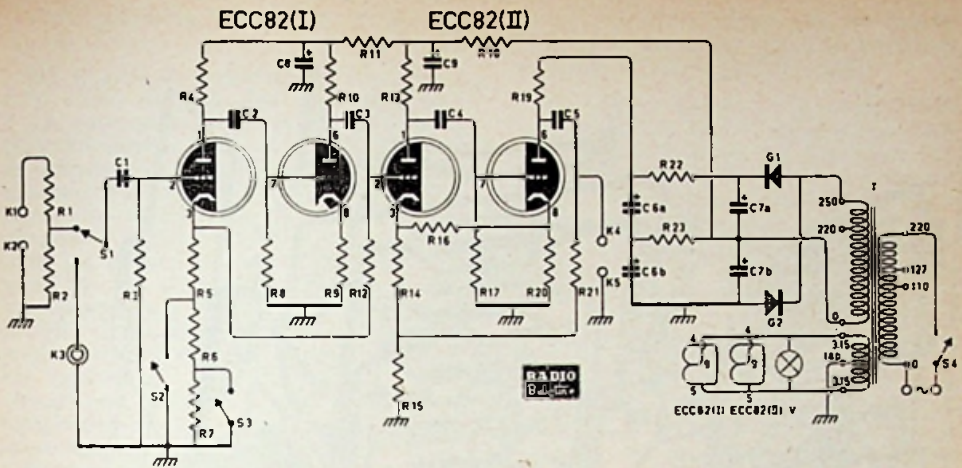 ECC82(I) ECC82(II)
R11 R18
C8 C9
R4 R10 R13 R19
C2 C3 C4 C5
1 6 1 6
2 7 2 7
3 8 3 8
C1
K1 R1
K2 S1
R2 R3
K3
R5 R8 R9 R12 R14 R16 R17 R20 R21
K4
K5
R6
S2 R7 S3
R15
RADIO
R22 G1
C6a C7a
R23
C6b C7b
G2
T
250 220
220 127
110
0
3.15
3.15
0 S4
4 4
9 9
5 5
ECC82(I) ECC82(II) V